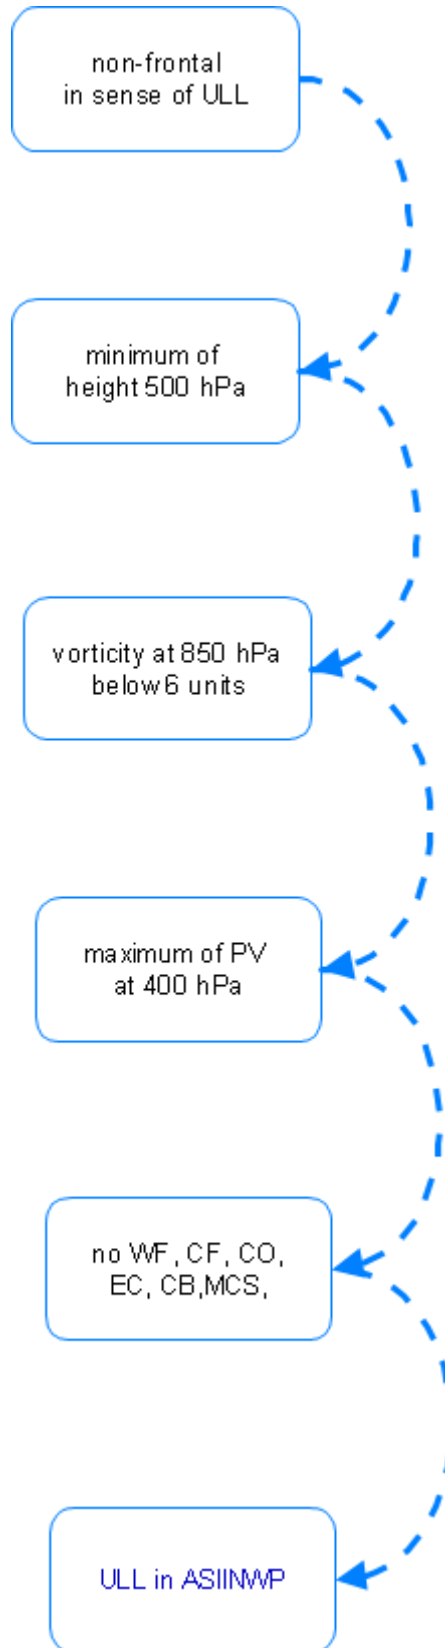 non-frontal
in sense of ULL
minimum of
height 500 hPa
vorticity at 850 hPa
below 6 units
maximum of PV
at 400 hPa
no WF, CF, CO,
EC, CB,MCS,
ULL in ASIINWP